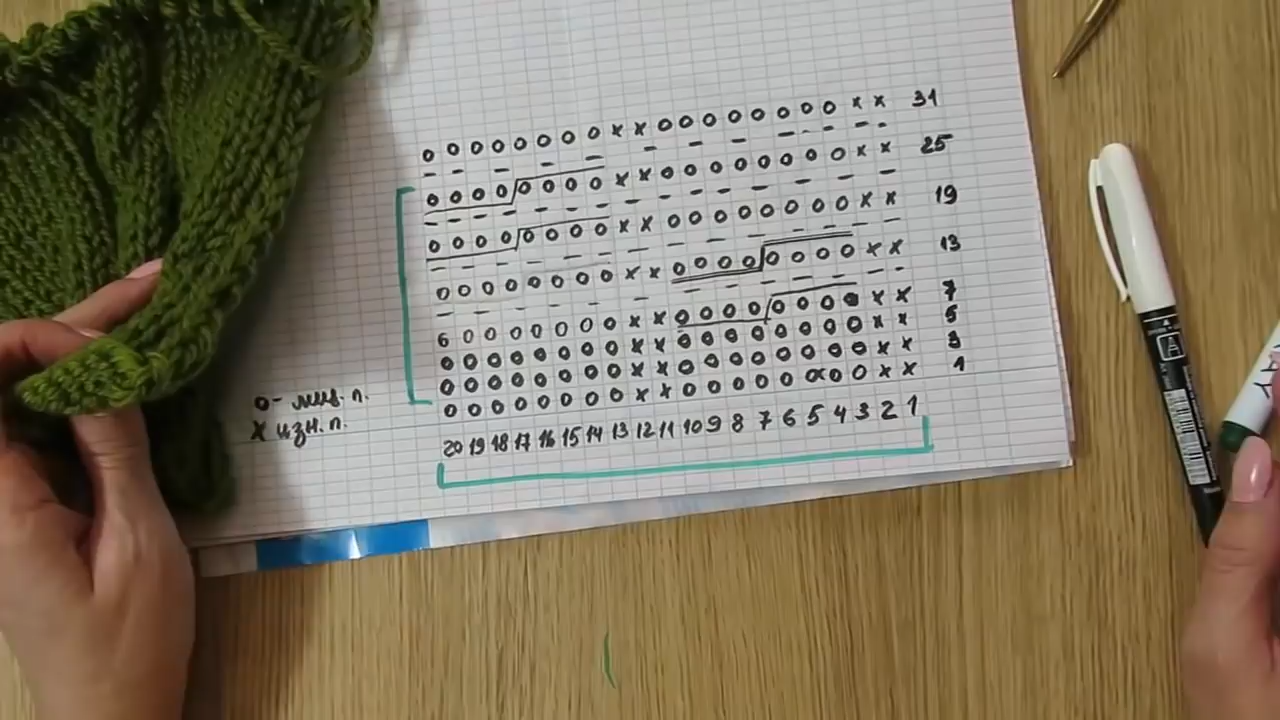 o o o o o o o o x x o o o o o o o o x x 31
o o o o o o o o x x o o o o o o o o x x 25
o o o o o o o o x x o o o o o o o o x x 19
o o o o o o o o x x o o o o o o o o x x 13
o o o o o o o o x x o o o o o o o o x x 7
o o o o o o o o x x o o o o o o o o x x 5
o o o o o o o o x x o o o o o o o o x x 3
o o o o o o o o x x o o o o o o o o x x 1
20 19 18 17 16 15 14 13 12 11 10 9 8 7 6 5 4 3 2 1
o- лиц. п.
X изн. п.
A